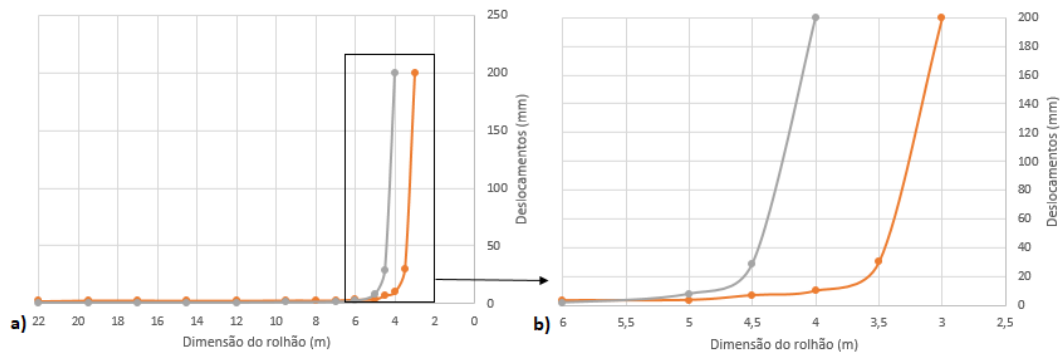 250
200
150
100
50
0
Deslocamentos (mm)
22 20 18 16 14 12 10 8 6 4 2 0
Dimensão do rolhão (m)
a)
200
180
160
140
120
100
80
60
40
20
0
Deslocamentos (mm)
6 5,5 5 4,5 4 3,5 3 2,5
Dimensão do rolhão (m)
b)